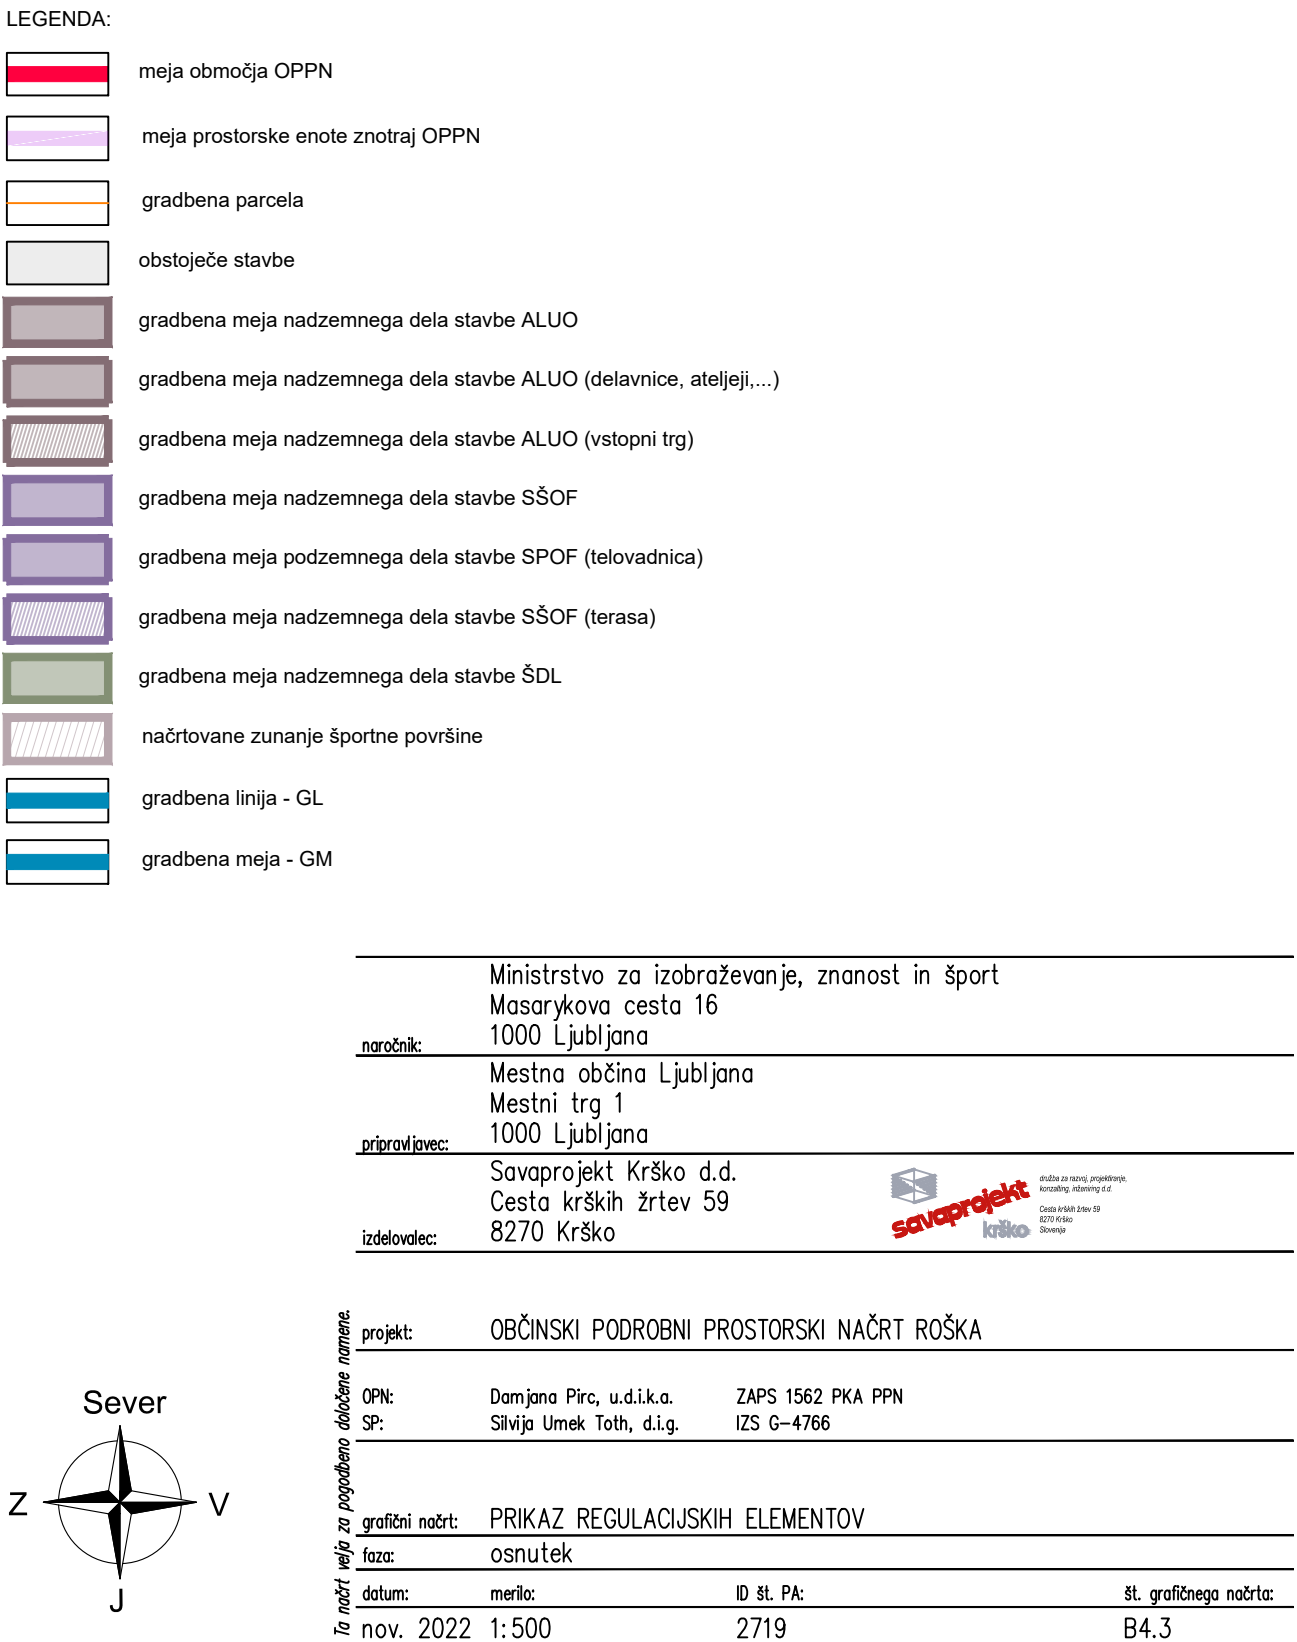 LEGENDA:
meja območja OPPN
meja prostorske enote znotraj OPPN
gradbena parcela
obstoječe stavbe
gradbena meja nadzemnega dela stavbe ALUO
gradbena meja nadzemnega dela stavbe ALUO (delavnice, ateljeji,...)
gradbena meja nadzemnega dela stavbe ALUO (vstopni trg)
gradbena meja nadzemnega dela stavbe SŠOF
gradbena meja podzemnega dela stavbe SPOF (telovadnica)
gradbena meja nadzemnega dela stavbe SŠOF (terasa)
gradbena meja nadzemnega dela stavbe ŠDL
načrtovane zunanje športne površine
gradbena linija - GL
gradbena meja - GM
Ministrstvo za izobraževanje, znanost in šport
Masarykova cesta 16
naročnik: 1000 Ljubljana
Mestna občina Ljubljana
Mestni trg 1
pripravljavec: 1000 Ljubljana
Savaprojekt Krško d.d.
Cesta krških žrtev 59
izdelovalec: 8270 Krško
savaprojekt
krško
družba za razvoj, projektiranje,
konzalting, inženiring d.d.
Cesta krških žrtev 59
8270 Krško
Slovenija
Ta načrt velja za pogodbeno določene namene.
projekt: OBČINSKI PODROBNI PROSTORSKI NAČRT ROŠKA
OPN: Damjana Pirc, u.d.i.k.a. ZAPS 1562 PKA PPN
SP: Silvija Umek Toth, d.i.g. IZS G-4766
Sever
Z V
J
grafični načrt: PRIKAZ REGULACIJSKIH ELEMENTOV
faza: osnutek
datum: merilo: ID št. PA: št. grafičnega načrta:
nov. 2022 1:500 2719 B4.3